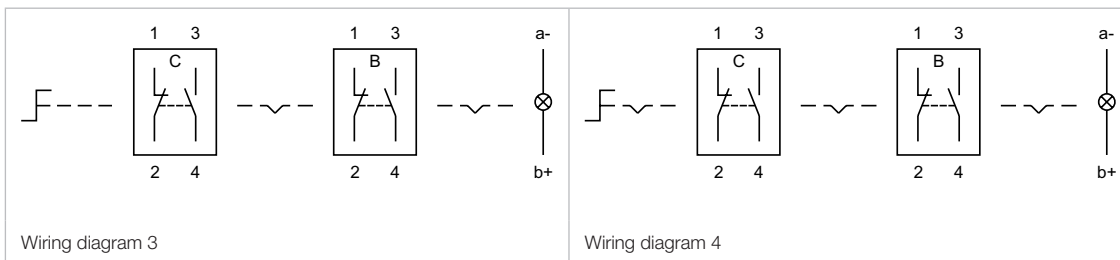 1 3 1 3 a- 1 3 1 3 a-
C B C B
2 4 2 4 b+ 2 4 2 4 b+
Wiring diagram 3 Wiring diagram 4